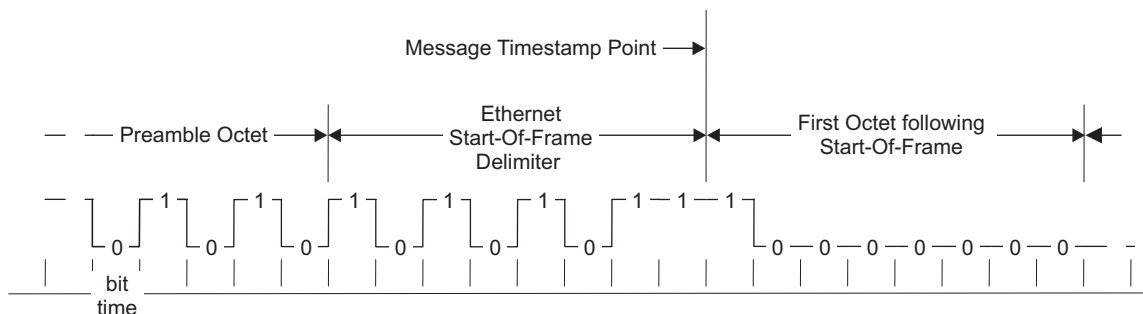 Message Timestamp Point
Preamble Octet
Ethernet
Start-Of-Frame
Delimiter
First Octet following
Start-Of-Frame
0 1 0 1 0 1 0 1 0 1 0 1 1 1 0 0 0 0 0 0 0
bit
time